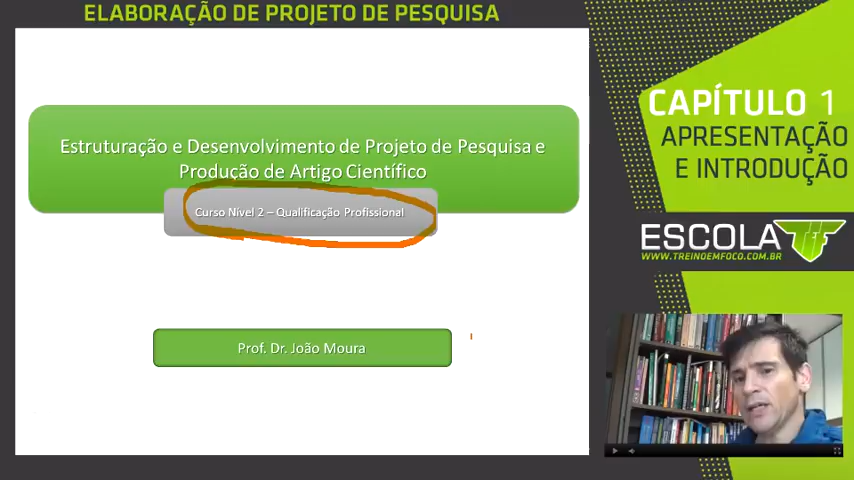 ELABORAÇÃO DE PROJETO DE PESQUISA
Estruturação e Desenvolvimento de Projeto de Pesquisa e
Produção de Artigo Científico
Curso Nível 2 – Qualificação Profissional
Prof. Dr. João Moura
CAPÍTULO 1
APRESENTAÇÃO
E INTRODUÇÃO
ESCOLA TIF
WWW.TREINOEMFOCO.COM.BR